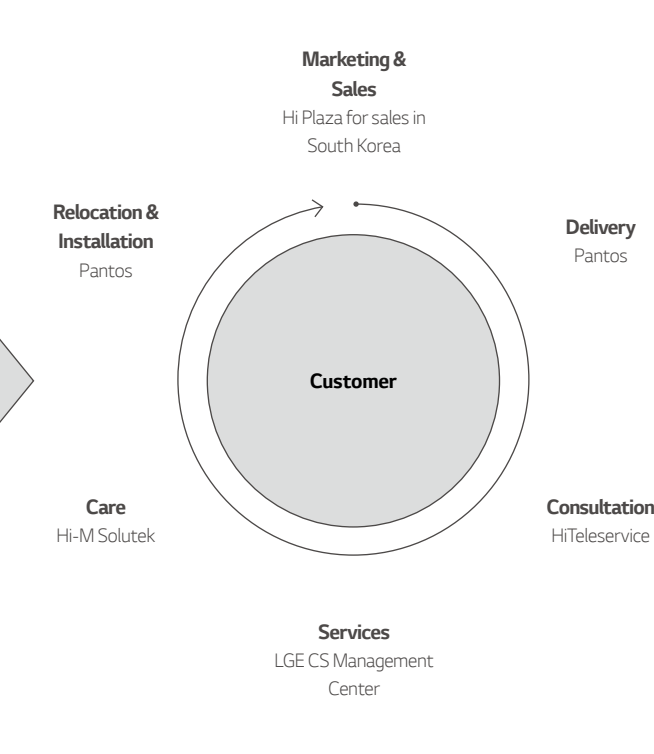 Marketing &
Sales
Hi Plaza for sales in
South Korea
Relocation &
Installation
Pantos
Delivery
Pantos
Customer
Care
Hi-M Solutek
Consultation
HiTeleservice
Services
LGE CS Management
Center